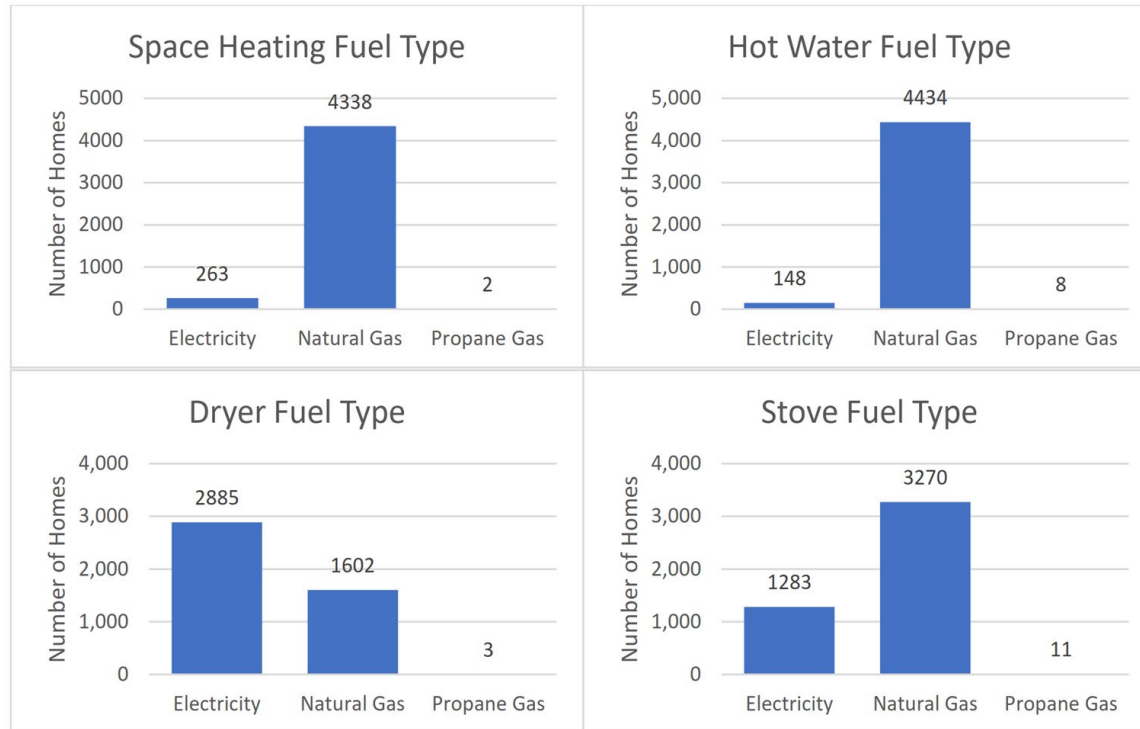 Space Heating Fuel Type
Number of Homes
5000
4000
3000
2000
1000
0
263
4338
2
Electricity
Natural Gas
Propane Gas
Hot Water Fuel Type
Number of Homes
5,000
4,000
3,000
2,000
1,000
0
148
4434
8
Electricity
Natural Gas
Propane Gas
Dryer Fuel Type
Number of Homes
4,000
3,000
2,000
1,000
0
2885
1602
3
Electricity
Natural Gas
Propane Gas
Stove Fuel Type
Number of Homes
4,000
3,000
2,000
1,000
0
1283
3270
11
Electricity
Natural Gas
Propane Gas